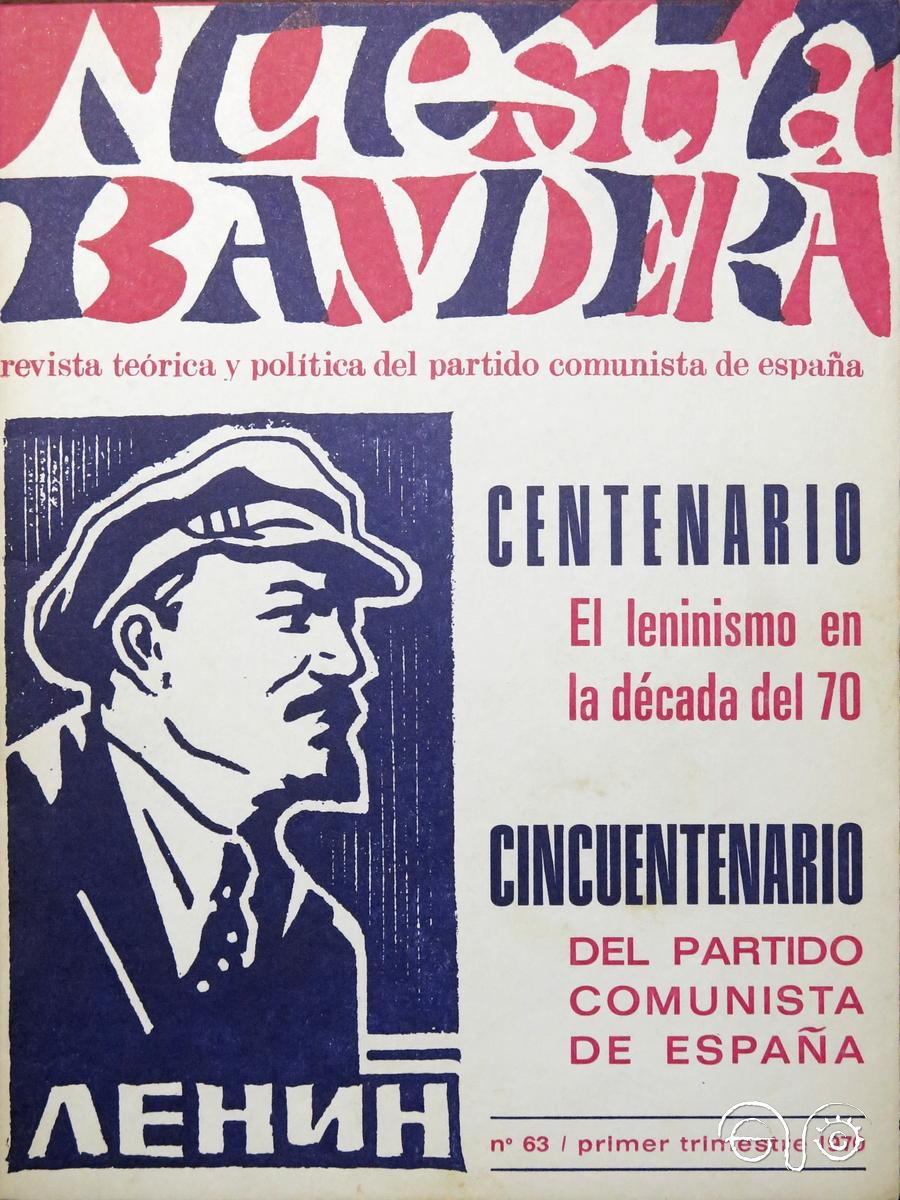 Nuestra
BANDERA
revista teórica y política del partido comunista de españa
CENTENARIO
El leninismo en
la década del 70
CINCUENTENARIO
DEL PARTIDO
COMUNISTA
DE ESPAÑA
ЛЕНИН
nº 63 / primer trimestre 1970